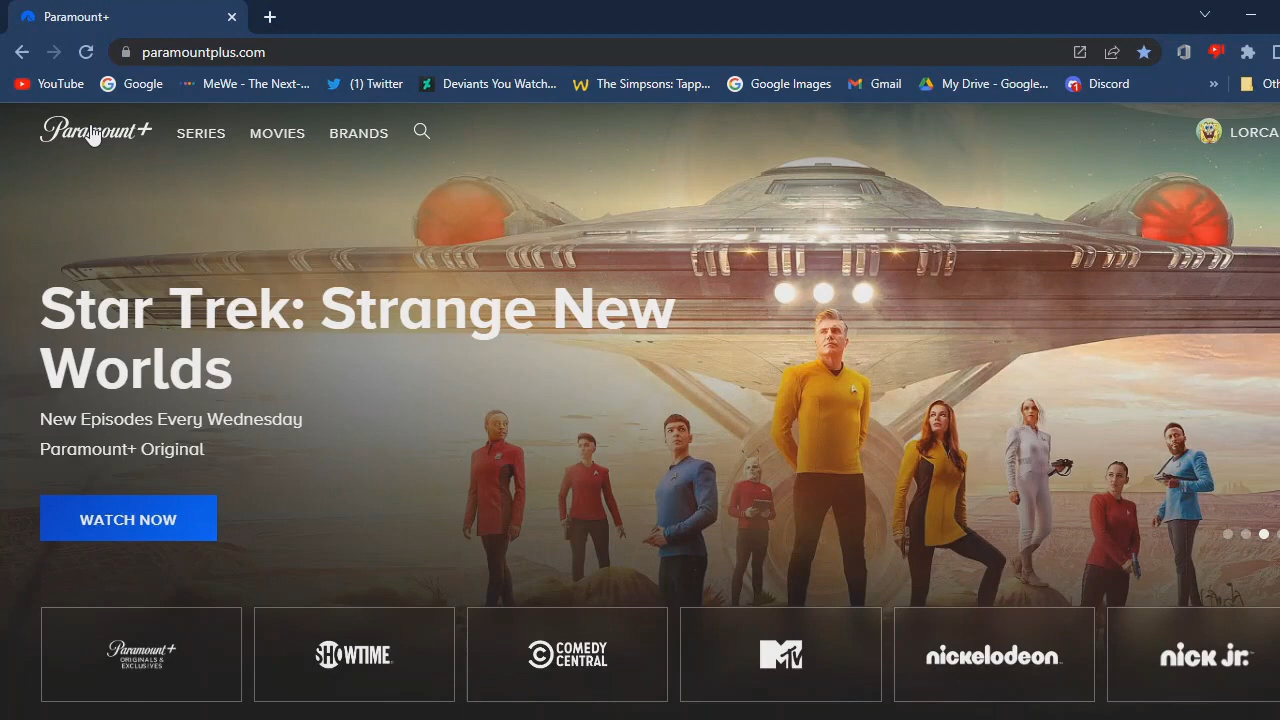 Paramount+
paramountplus.com
YouTube
Google
MeWe - The Next-...
(1) Twitter
Deviants You Watch...
The Simpsons: Tapp...
Google Images
Gmail
My Drive - Google...
Discord
»
Oth
Paramount+
SERIES
MOVIES
BRANDS
LORCA
Star Trek: Strange New
Worlds
New Episodes Every Wednesday
Paramount+ Original
WATCH NOW
Paramount+
ORIGINALS &
EXCLUSIVES
SHOWTIME
COMEDY
CENTRAL
MTV
nickelodeon
nick jr.